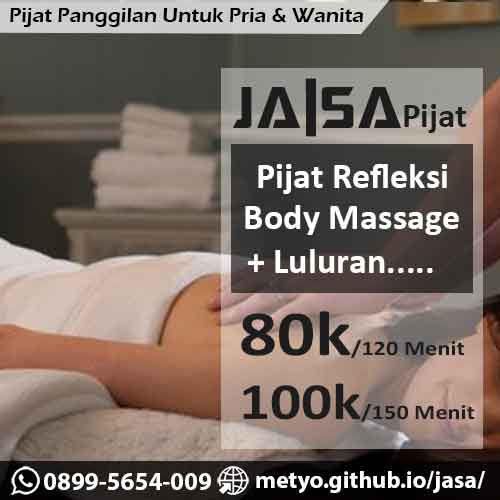 Pijat Panggilan Untuk Pria & Wanita
JA|SA Pijat
Pijat Refleksi
Body Massage
+ Luluran.....
80k/120 Menit
100k/150 Menit
0899-5654-009 metyo.github.io/jasa/